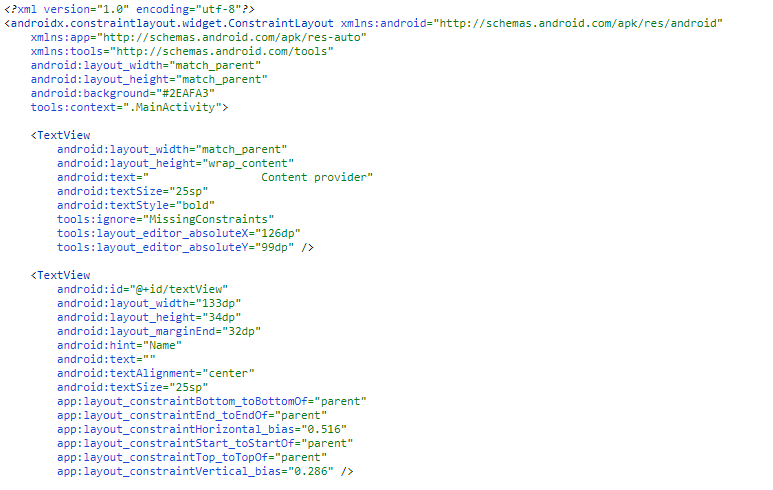 <?xml version="1.0" encoding="utf-8"?>
<androidx.constraintlayout.widget.ConstraintLayout xmlns:android="http://schemas.android.com/apk/res/android"
    xmlns:app="http://schemas.android.com/apk/res-auto"
    xmlns:tools="http://schemas.android.com/tools"
    android:layout_width="match_parent"
    android:layout_height="match_parent"
    android:background="#2EAFA3"
    tools:context=".MainActivity">

    <TextView
        android:layout_width="match_parent"
        android:layout_height="wrap_content"
        android:text="                 Content provider"
        android:textSize="25sp"
        android:textStyle="bold"
        tools:ignore="MissingConstraints"
        tools:layout_editor_absoluteX="126dp"
        tools:layout_editor_absoluteY="99dp" />

    <TextView
        android:id="@+id/textView"
        android:layout_width="133dp"
        android:layout_height="34dp"
        android:layout_marginEnd="32dp"
        android:hint="Name"
        android:text=""
        android:textAlignment="center"
        android:textSize="25sp"
        app:layout_constraintBottom_toBottomOf="parent"
        app:layout_constraintEnd_toEndOf="parent"
        app:layout_constraintHorizontal_bias="0.516"
        app:layout_constraintStart_toStartOf="parent"
        app:layout_constraintTop_toTopOf="parent"
        app:layout_constraintVertical_bias="0.286" />